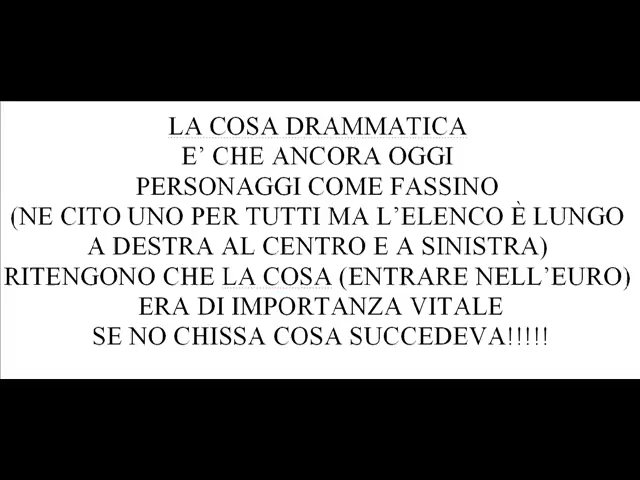 LA COSA DRAMMATICA
E' CHE ANCORA OGGI
PERSONAGGI COME FASSINO
(NE CITO UNO PER TUTTI MA L'ELENCO È LUNGO
A DESTRA AL CENTRO E A SINISTRA)
RITENGONO CHE LA COSA (ENTRARE NELL'EURO)
ERA DI IMPORTANZA VITALE
SE NO CHISSA COSA SUCCEDEVA!!!!!